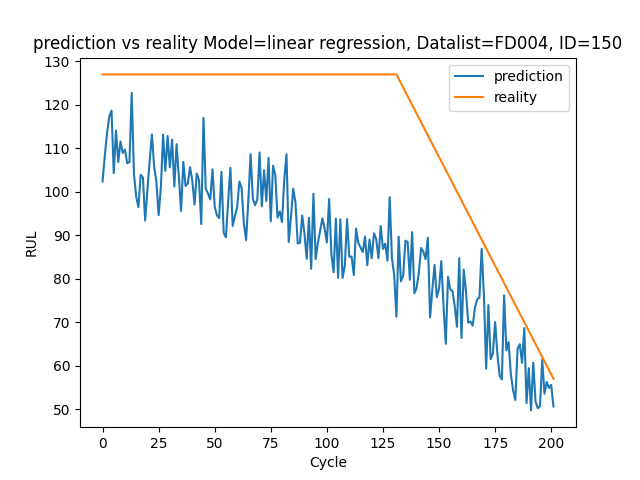 prediction vs reality Model=linear regression, Datalist=FD004, ID=150
prediction
reality
130
120
110
100
90
80
70
60
50
RUL
0 25 50 75 100 125 150 175 200
Cycle